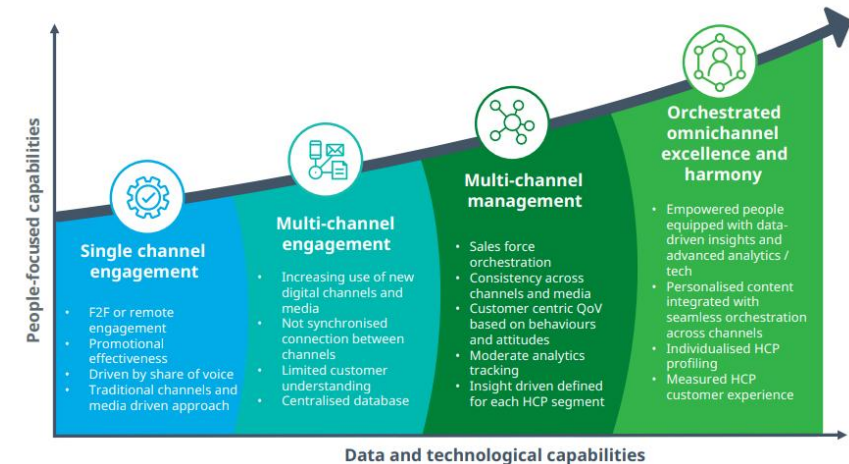 People-focused capabilities
Single channel
engagement
• F2F or remote
engagement
• Promotional
effectiveness
• Driven by share of voice
• Traditional channels and
media driven approach
Multi-channel
engagement
• Increasing use of new
digital channels and
media
• Not synchronised
connection between
channels
• Limited customer
understanding
• Centralised database
Multi-channel
management
• Sales force
orchestration
• Consistency across
channels and media
• Customer centric QoV
based on behaviours
and attitudes
• Moderate analytics
tracking
• Insight driven defined
for each HCP segment
Orchestrated
omnichannel
excellence and
harmony
• Empowered people
equipped with data-
driven insights and
advanced analytics /
tech
• Personalised content
integrated with
seamless orchestration
across channels
• Individualised HCP
profiling
• Measured HCP
customer experience
Data and technological capabilities